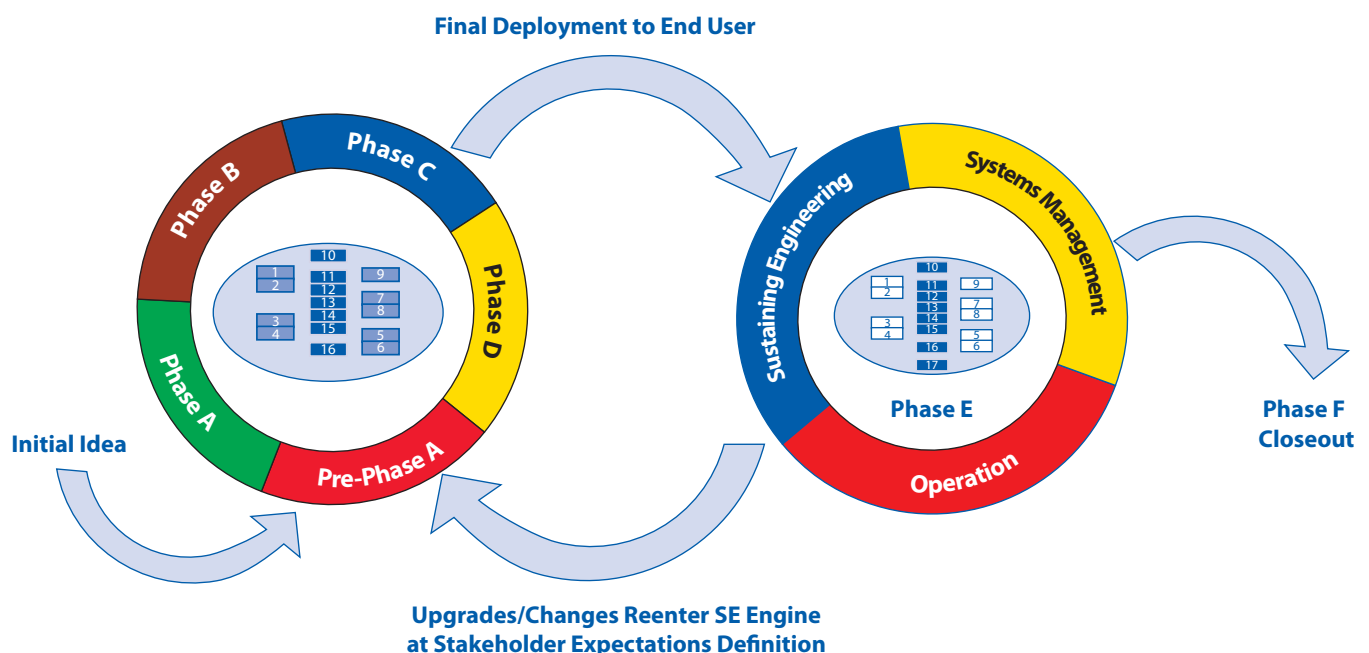 Final Deployment to End User
Phase B
Phase C
Phase D
Phase A
Pre-Phase A
10
1
2
11
12
13
14
15
9
7
8
3
4
5
6
16
Initial Idea
Sustaining Engineering
Systems Management
Operation
10
1
2
11
12
13
14
15
9
7
8
3
4
5
6
16
17
Phase E
Phase F
Closeout
Upgrades/Changes Reenter SE Engine
at Stakeholder Expectations Definition